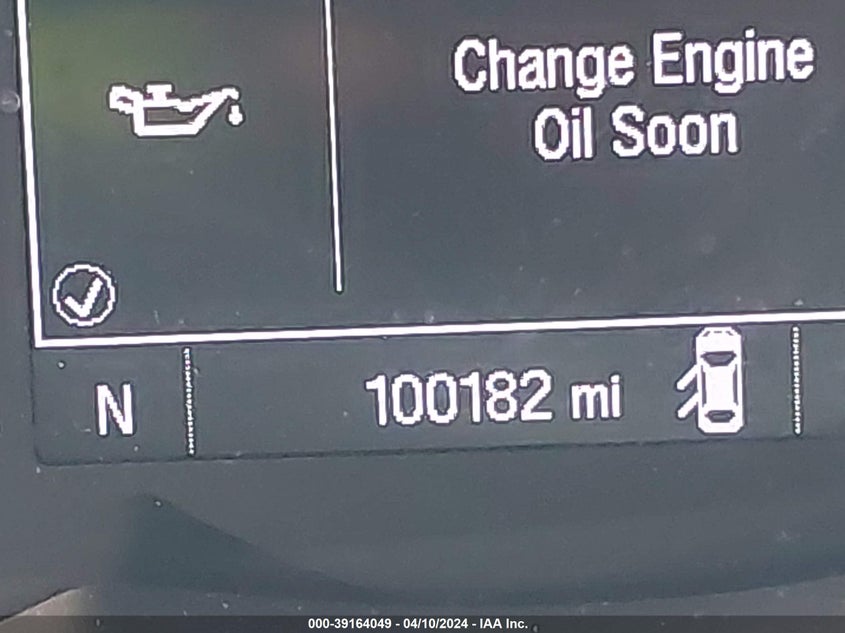 Change Engine
Oil Soon
N
100182 mi
000-39164049 - 04/10/2024 - IAA Inc.